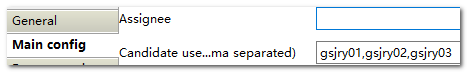 General
Assignee
Main config
Candidate use...ma separated)
gsjry01,gsjry02,gsjry03